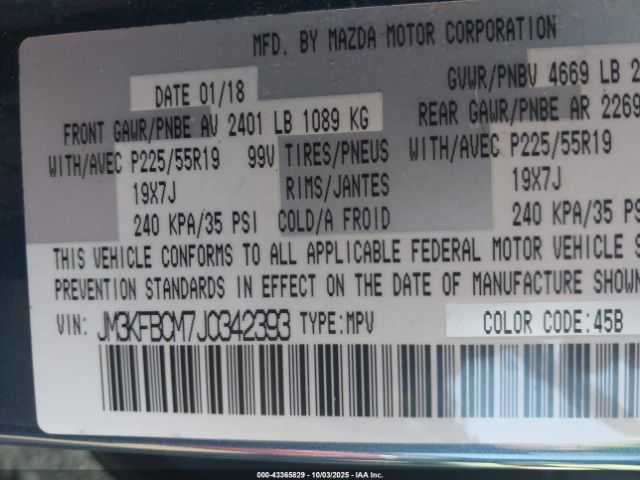 MFD. BY MAZDA MOTOR CORPORATION
DATE 01/18
GVWR/PNBV 4669 LB 2
FRONT GAWR/PNBE AV 2401 LB 1089 KG
REAR GAWR/PNBE AR 2269
WITH/AVEC P225/55R19 99V TIRES/PNEUS WITH/AVEC P225/55R19
19X7J RIMS/JANTES 19X7J
240 KPA/35 PSI COLD/A FROID 240 KPA/35 PSI
THIS VEHICLE CONFORMS TO ALL APPLICABLE FEDERAL MOTOR VEHICLE S
PREVENTION STANDARDS IN EFFECT ON THE DATE OF MANUFACTURE SHOWN
VIN: JM3KFBCM7J0342393 TYPE:MPV COLOR CODE:45B
000-43365829 - 10/03/2025 - IAA Inc.